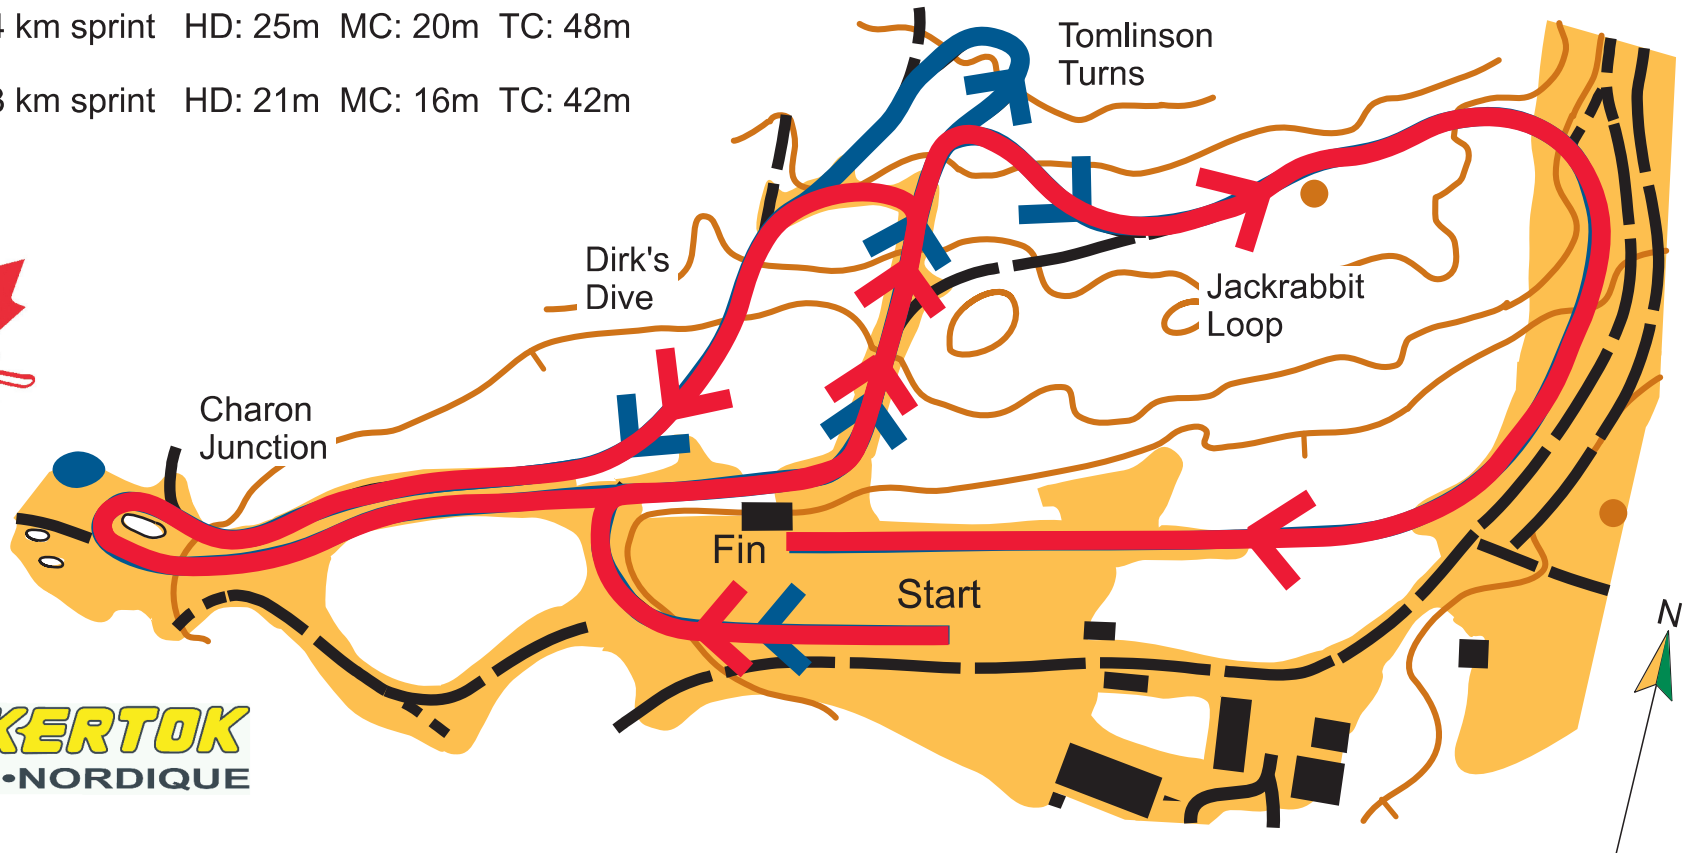 km sprint HD: 25m MC: 20m TC: 48m
km sprint HD: 21m MC: 16m TC: 42m
Tomlinson
Turns
Dirk's
Dive
Jackrabbit
Loop
Charon
Junction
Fin
Start
N
KERTOK
•NORDIQUE